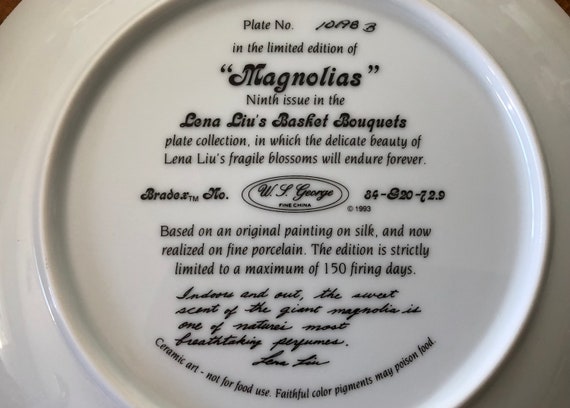 Plate No. 10198 B
in the limited edition of
“Magnolias”
Ninth issue in the
Lena Liu's Basket Bouquets
plate collection, in which the delicate beauty of
Lena Liu's fragile blossoms will endure forever.
Bradex™ No. W. S. George FINE CHINA 84-G20-72.9
© 1993
Based on an original painting on silk, and now
realized on fine porcelain. The edition is strictly
limited to a maximum of 150 firing days.
Indoors and out, the sweet
scent of the giant magnolia is
one of nature's most
breathtaking perfumes.
Lena Liu
Ceramic art - not for food use. Faithful color pigments may poison food.